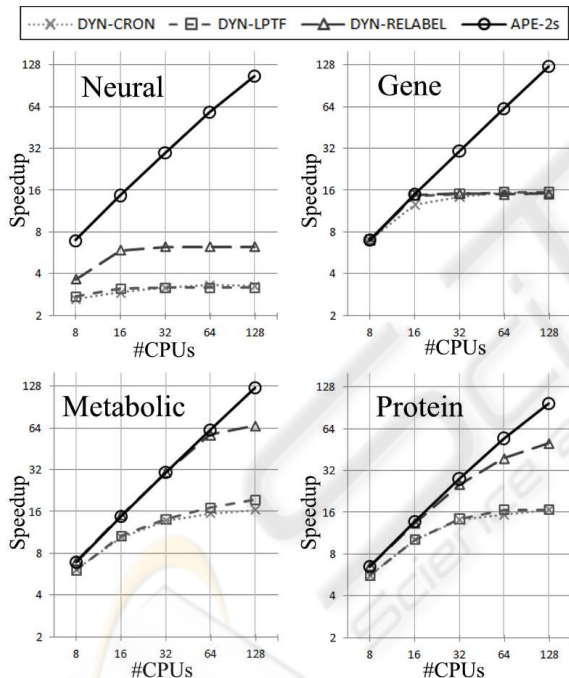 DYN-CRON DYN-LPTF DYN-RELABEL APE-2s
Neural
Speedup
128
64
32
16
8
4
2
8 16 32 64 128
#CPUs
Gene
Speedup
128
64
32
16
8
4
2
8 16 32 64 128
#CPUs
Metabolic
Speedup
128
64
32
16
8
4
2
8 16 32 64 128
#CPUs
Protein
Speedup
128
64
32
16
8
4
2
8 16 32 64 128
#CPUs
Science a